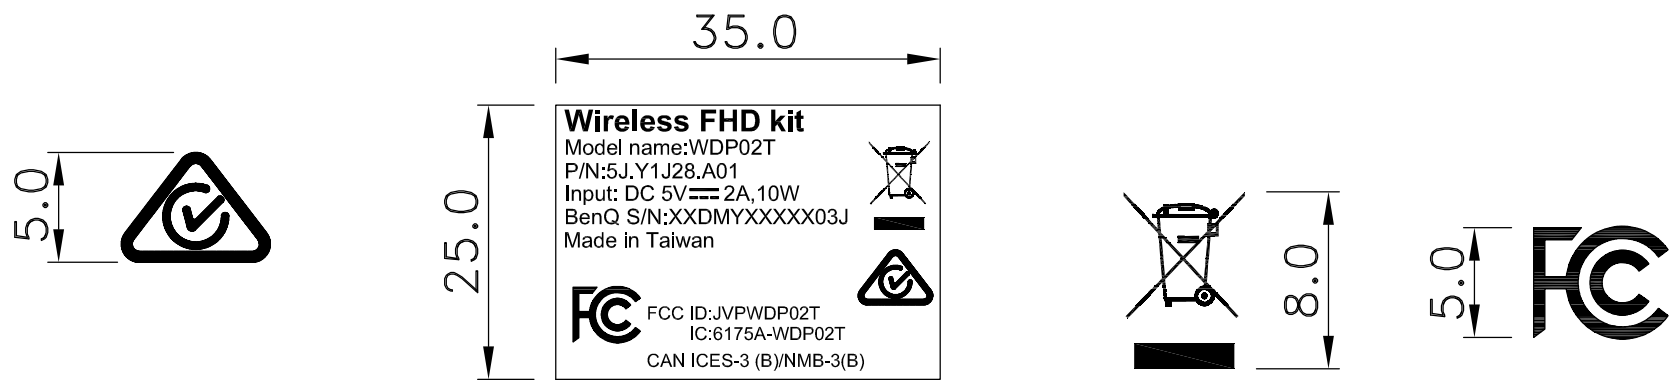 35.0
5.0
25.0
Wireless FHD kit
Model name:WDP02T
P/N:5J.Y1J28.A01
Input: DC 5V⎓2A,10W
BenQ S/N:XXDMYXXXXX03J
Made in Taiwan
FC
FCC ID:JVPWDP02T
IC:6175A-WDP02T
CAN ICES-3 (B)/NMB-3(B)
8.0
5.0
FC